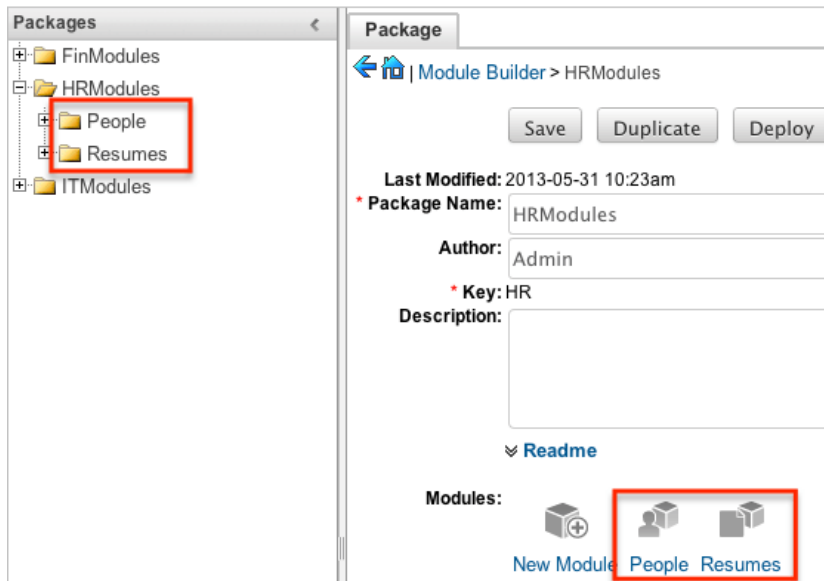 Packages
FinModules
HRModules
People
Resumes
ITModules
Package
| Module Builder > HRModules
Save Duplicate Deploy
Last Modified: 2013-05-31 10:23am
* Package Name: HRModules
Author: Admin
* Key: HR
Description:
Readme
Modules:
New Module People Resumes